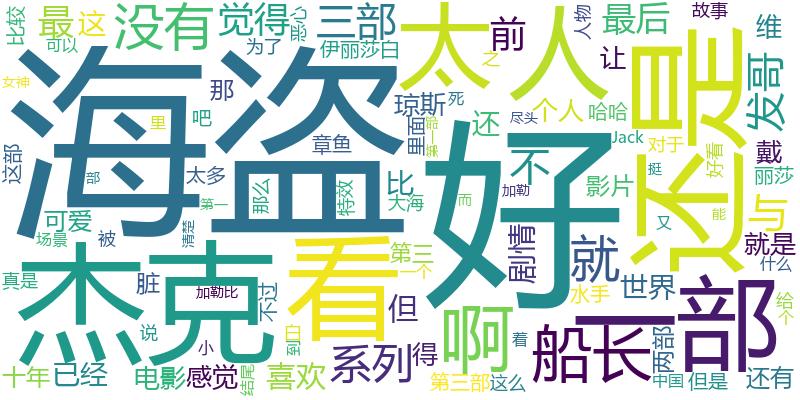 比较
最
这
没有
觉得
恶心
三部
太
前
人
人物
最后
故事
可以
为了
伊丽莎白
之
让
维
女神
海盗
那
琼斯
死
还是
发哥
里
吧
章鱼
里面
第一部
还
尽头
个人
哈哈
Jack
对于
好看
戴
这部
部
太多
那么
特效
比
大海
好
不
加勒
影片
挺
丽莎
可爱
第一
而
又
能
与
场景
被
清楚
杰克
看
第三
剧情
就
就是
真是
脏
加勒比
不过
一个
但
水手
世界
什么
说
小
白
到
啊
着
船长
一部
两部
给
个
十年
已经
电影
感觉
结尾
喜欢
系列
得
第三部
这么
中国
但是
还有